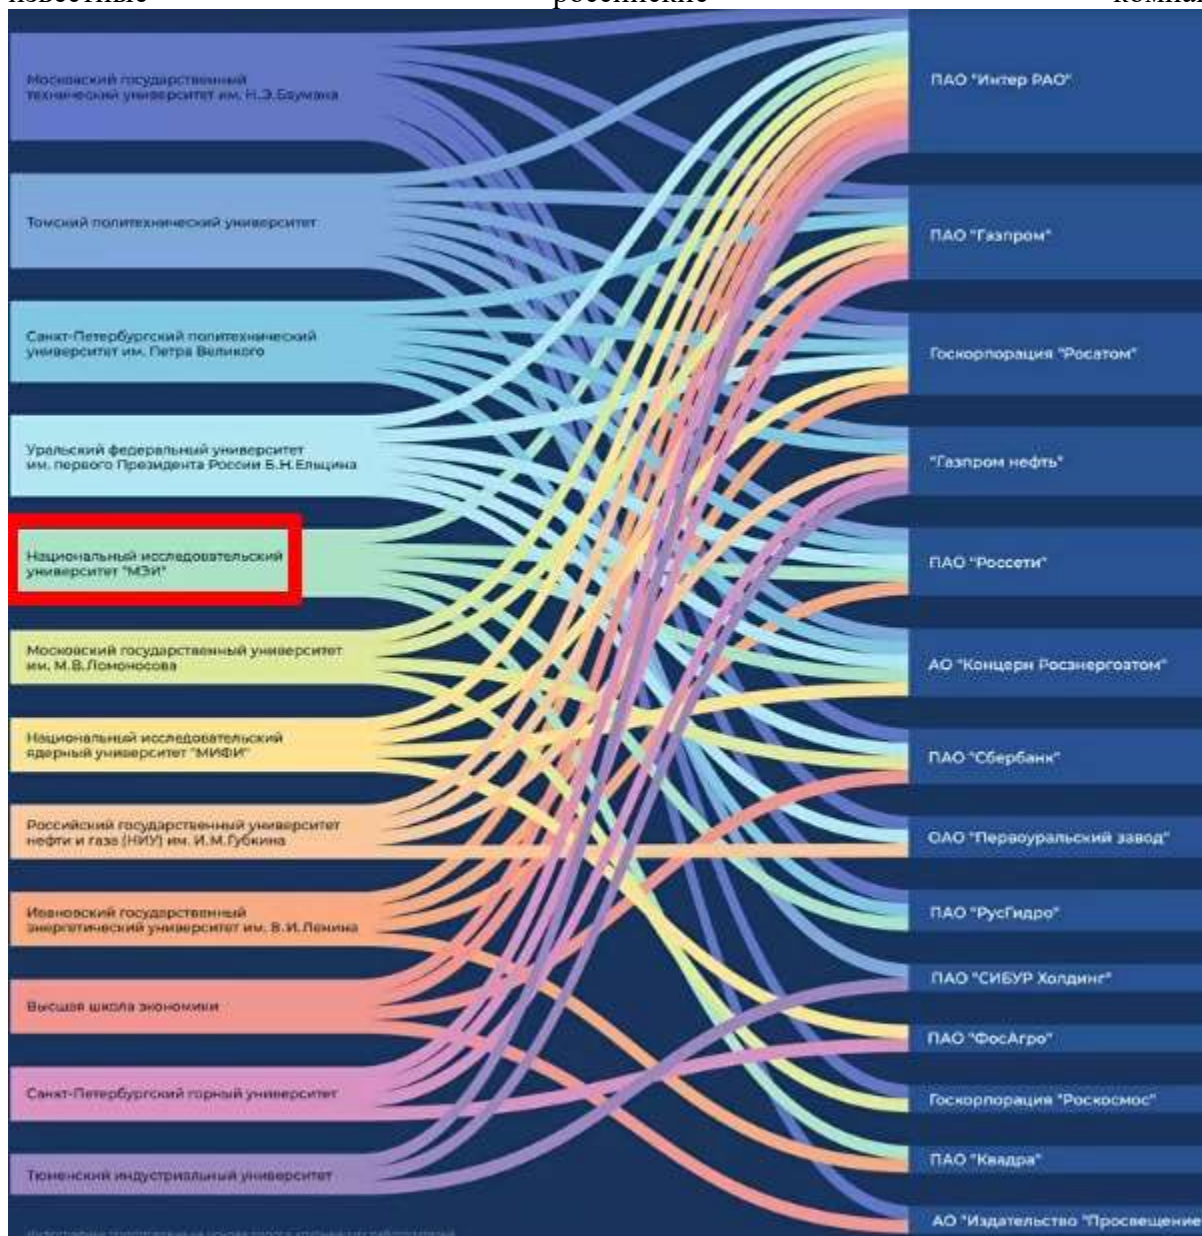 известные российские
Московский государственный
технический университет им. Н.Э.Баумана
Томский политехнический университет
Санкт-Петербургский политехнический
университет им. Петра Великого
Уральский федеральный университет
им. первого Президента России Б.Н.Ельцина
Национальный исследовательский
университет "МЭИ"
Московский государственный университет
им. М.В.Ломоносова
Национальный исследовательский
ядерный университет "МИФИ"
Российский государственный университет
нефти и газа (НИУ) им. И.М.Губкина
Ивановский государственный
энергетический университет им. В.И.Ленина
Высшая школа экономики
Санкт-Петербургский горный университет
Тюменский индустриальный университет
ПАО "Интер РАО"
ПАО "Газпром"
Госкорпорация "Росатом"
"Газпром нефть"
ПАО "Россети"
АО "Концерн Росэнергоатом"
ПАО "Сбербанк"
ОАО "Первоуральский завод"
ПАО "РусГидро"
ПАО "СИБУР Холдинг"
ПАО "ФосАгро"
Госкорпорация "Роскосмос"
ПАО "Квадра"
АО "Издательство "Просвещение